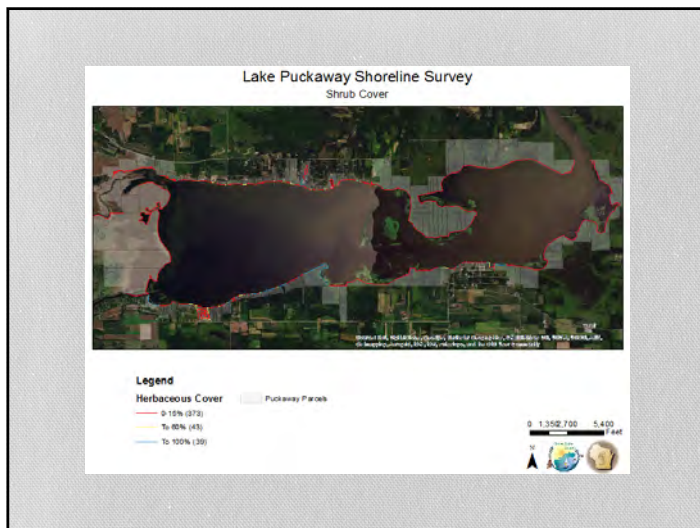 Lake Puckaway Shoreline Survey
Shrub Cover
Legend
Herbaceous Cover
Puckaway Parcels
0-15% (373)
To 60% (43)
To 100% (39)
0 1,350 2,700 5,400
Feet
N